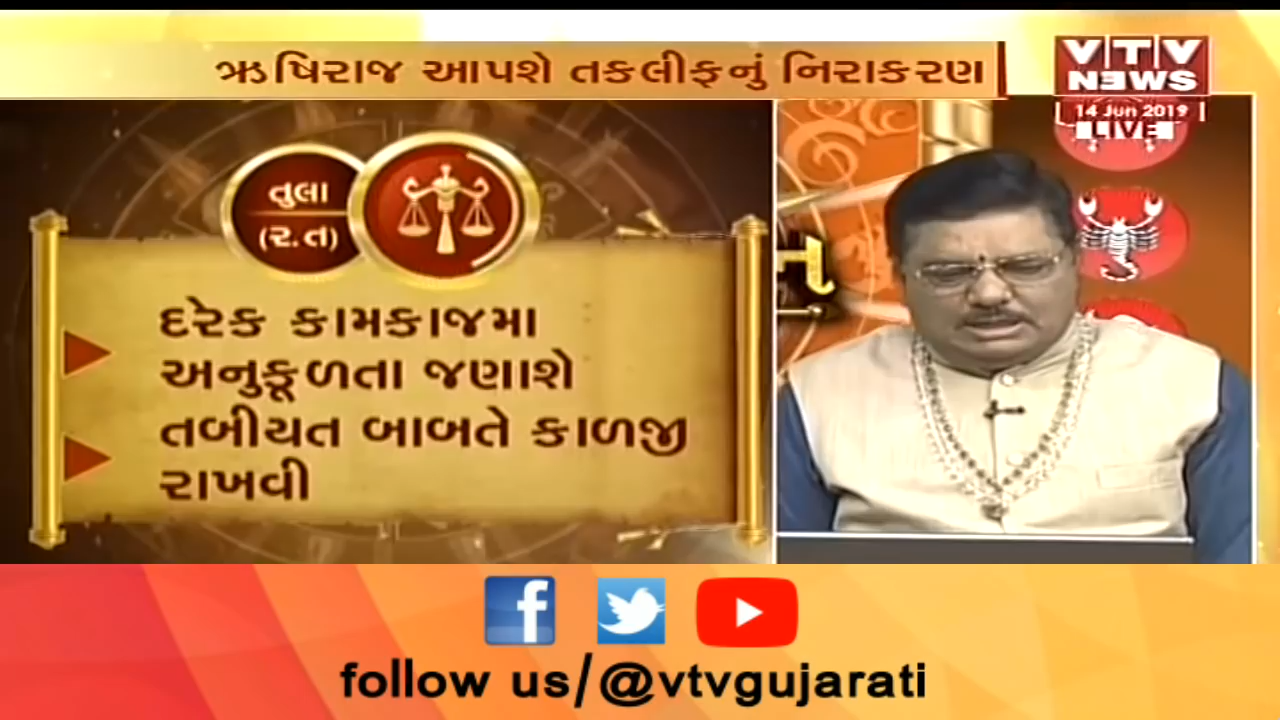 ઋષિરાજ આપશે તકલીફનું નિરાકરણ
VTV
NEWS
14 Jun 2019
LIVE
તુલા
(ર.ત)
દરેક કામકાજમા
અનુકૂળતા જણાશે
તબીયત બાબતે કાળજી
રાખવી
follow us/@vtvgujarati